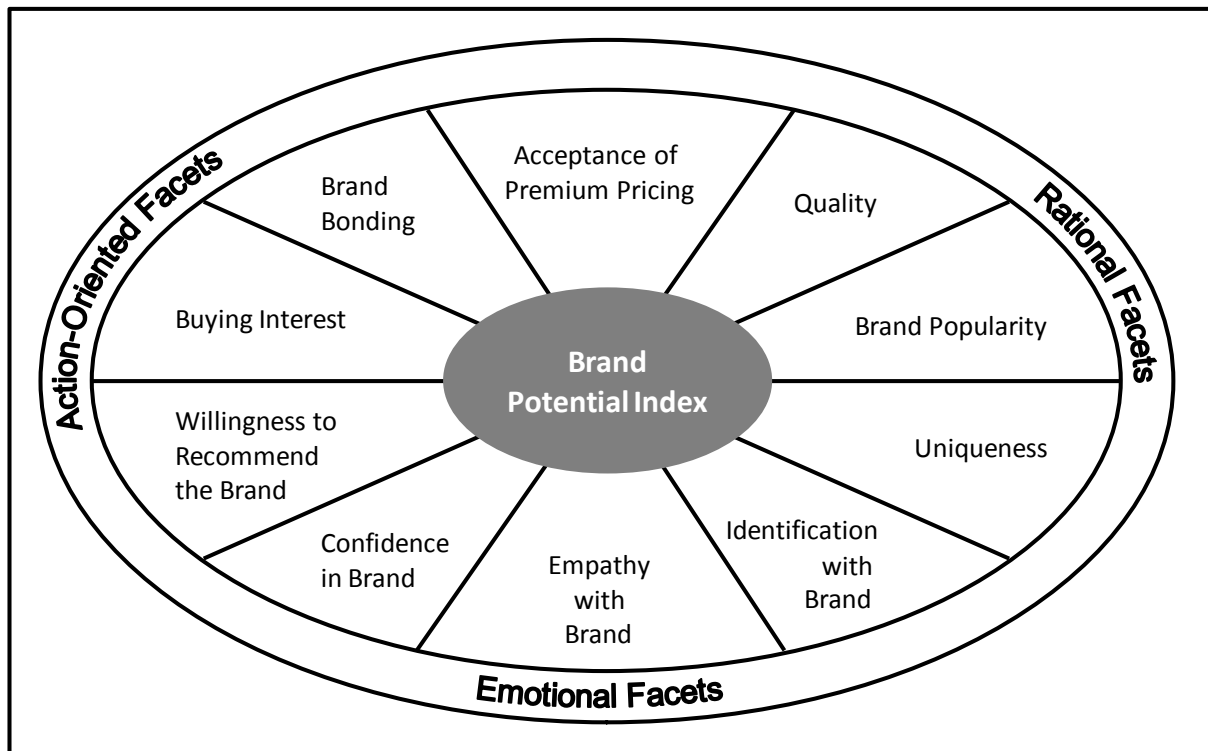 Acceptance of
Premium Pricing
Quality
Brand Popularity
Uniqueness
Identification
with
Brand
Empathy
with
Brand
Confidence
in Brand
Willingness to
Recommend
the Brand
Buying Interest
Brand
Bonding
Brand
Potential Index
Action-Oriented Facets
Rational Facets
Emotional Facets